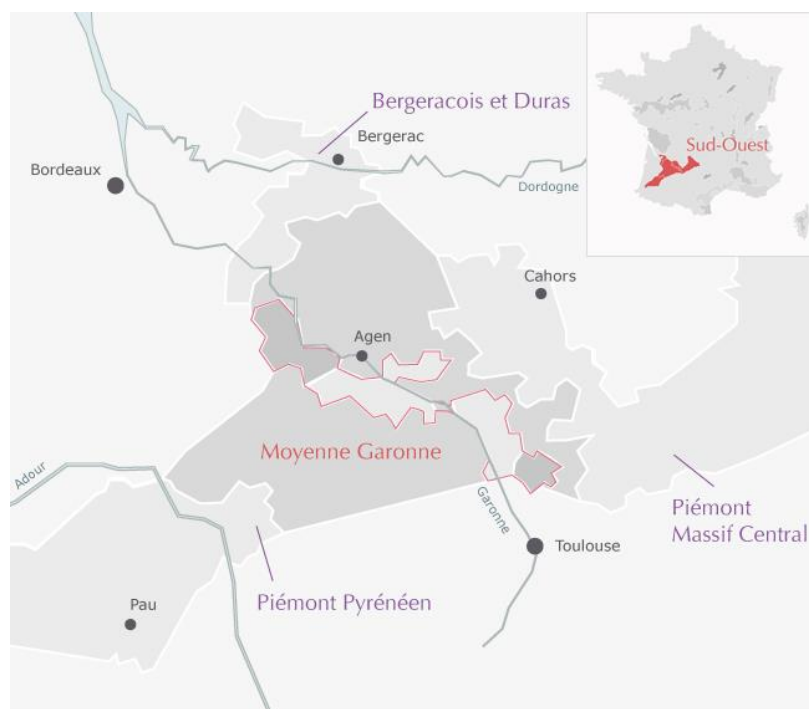 Bergeracois et Duras
Bergerac
Bordeaux
Dordogne
Sud-Ouest
Cahors
Agen
Moyenne Garonne
Adour
Garonne
Piémont
Massif Central
Toulouse
Piémont Pyrénéen
Pau